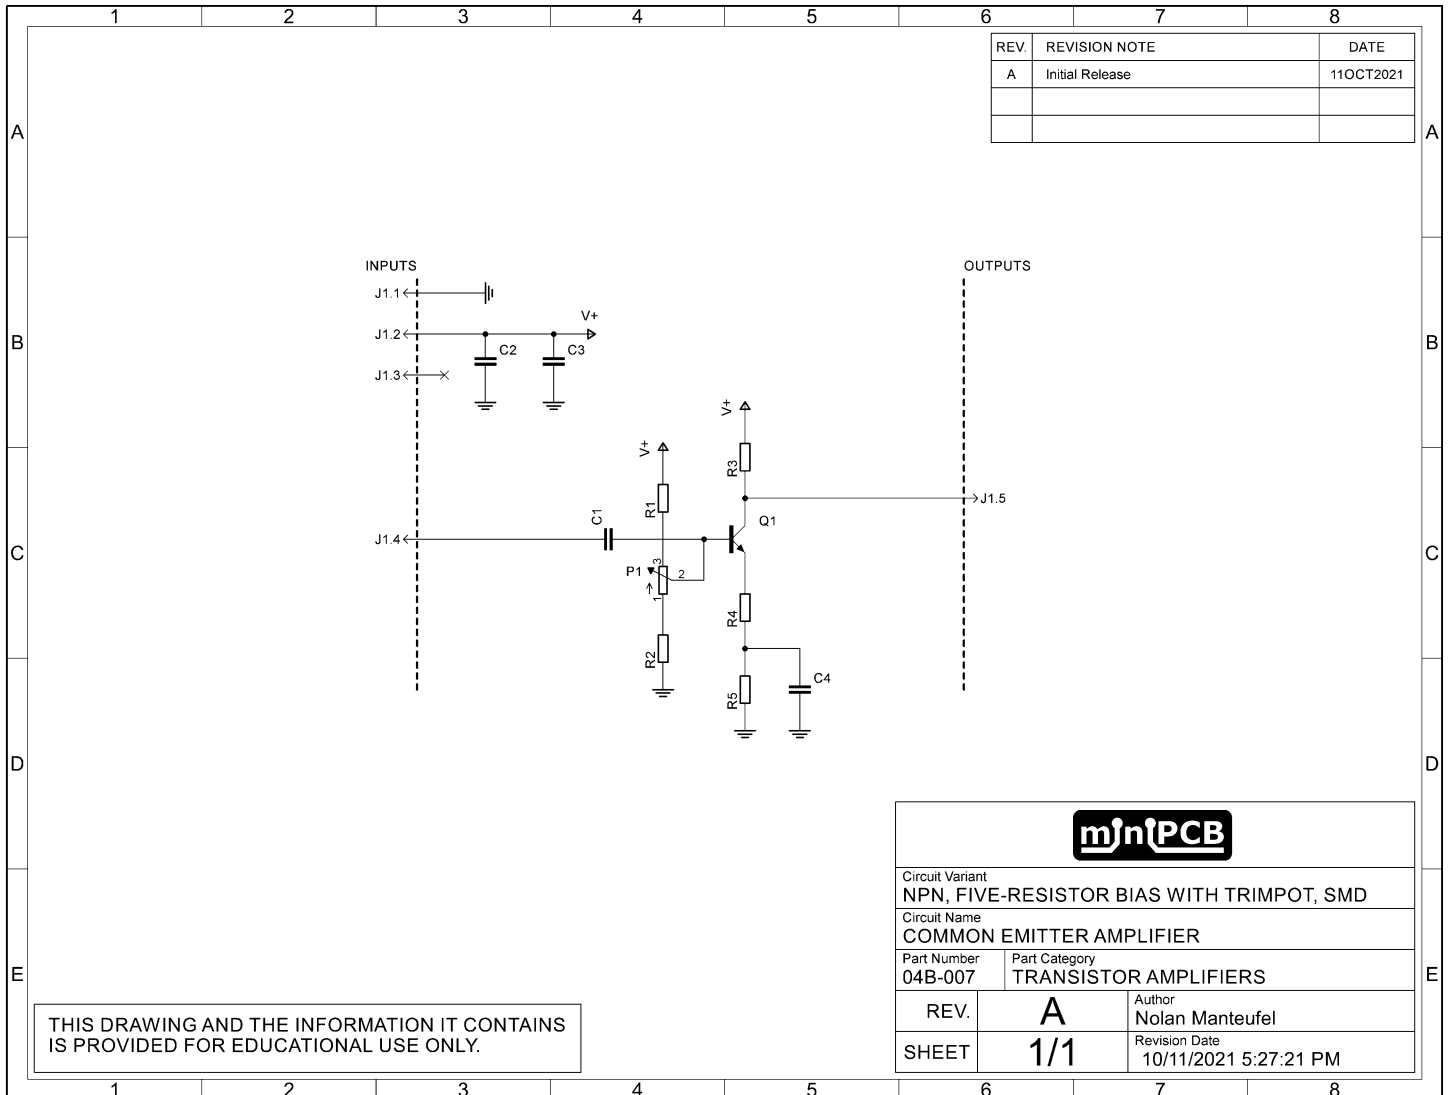 1 2 3 4 5 6 7 8
REV. REVISION NOTE DATE
A Initial Release 11OCT2021
A A
INPUTS OUTPUTS
J1.1
V+
J1.2
B B
C2 C3
J1.3
V+
V+
R3
J1.5
R1
C1
Q1
J1.4
C C
3
P1 2
1
R4
R2
C4
R5
D D
miniPCB
Circuit Variant
NPN, FIVE-RESISTOR BIAS WITH TRIMPOT, SMD
Circuit Name
COMMON EMITTER AMPLIFIER
Part Number Part Category
04B-007 TRANSISTOR AMPLIFIERS
E E
REV. A Author
Nolan Manteufel
SHEET 1/1 Revision Date
10/11/2021 5:27:21 PM
THIS DRAWING AND THE INFORMATION IT CONTAINS
IS PROVIDED FOR EDUCATIONAL USE ONLY.
1 2 3 4 5 6 7 8